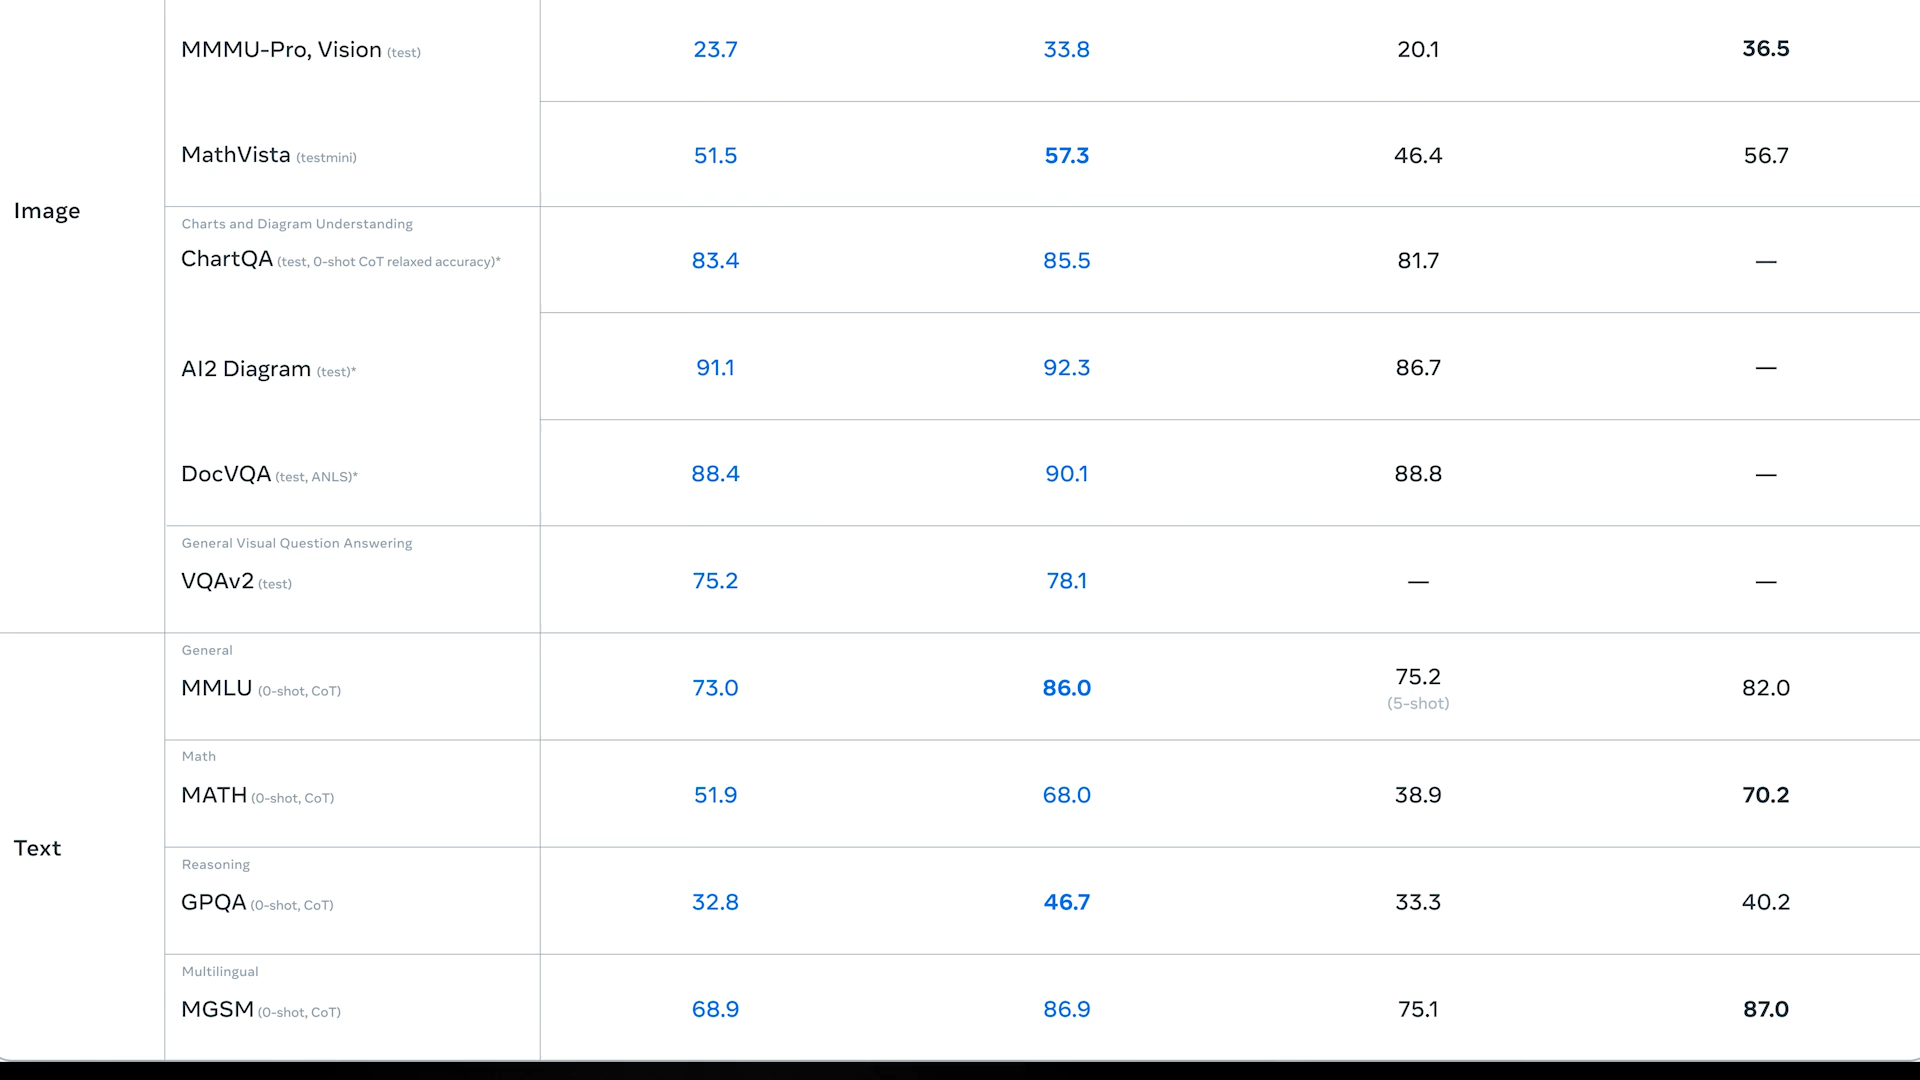 MMMU-Pro, Vision (test) 23.7 33.8 20.1 36.5
MathVista (testmini) 51.5 57.3 46.4 56.7
Image
Charts and Diagram Understanding
ChartQA (test, 0-shot CoT relaxed accuracy)* 83.4 85.5 81.7 —
AI2 Diagram (test)* 91.1 92.3 86.7 —
DocVQA (test, ANLS)* 88.4 90.1 88.8 —
General Visual Question Answering
VQAv2 (test) 75.2 78.1 — —
General
MMLU (0-shot, CoT) 73.0 86.0 75.2 82.0
(5-shot)
Math
MATH (0-shot, CoT) 51.9 68.0 38.9 70.2
Text
Reasoning
GPQA (0-shot, CoT) 32.8 46.7 33.3 40.2
Multilingual
MGSM (0-shot, CoT) 68.9 86.9 75.1 87.0